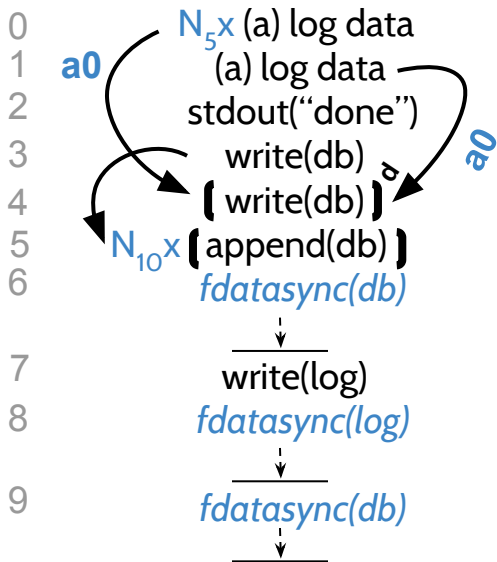 0 N5x (a) log data
1 a0 (a) log data
2 stdout(“done”)
a0
3 write(db)
4 [ write(db) ] d
5 N10x [ append(db) ]
6 fdatasync(db)
7 write(log)
8 fdatasync(log)
9 fdatasync(db)